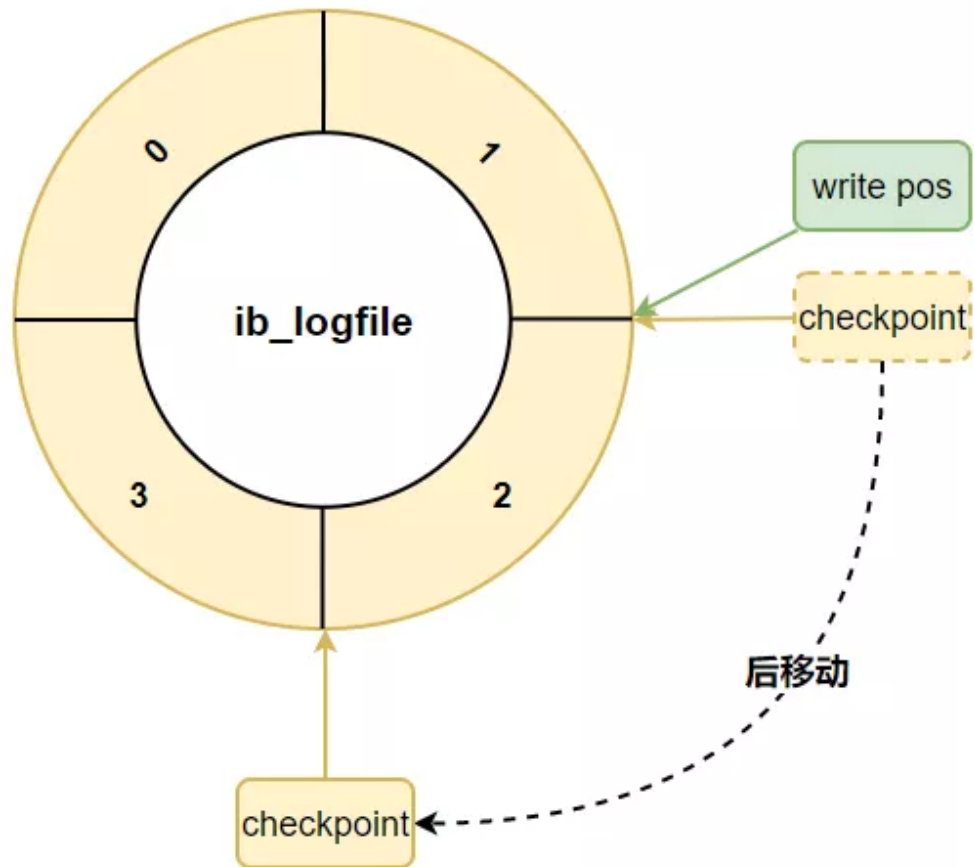 0
1
write pos
checkpoint
ib_logfile
3
2
后移动
checkpoint